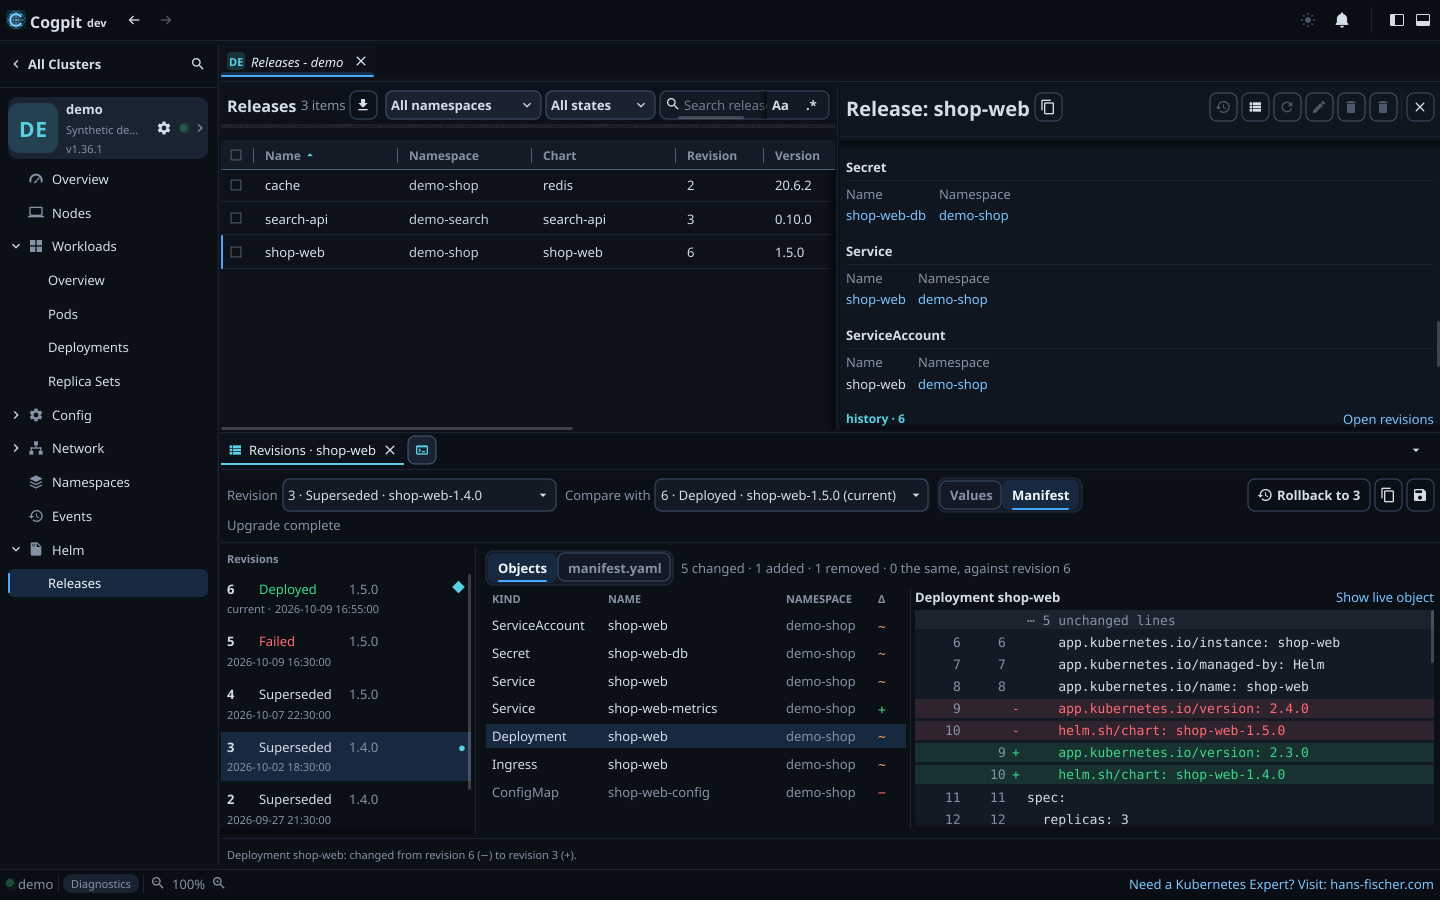 Cogpit dev
All Clusters
DE demo
Synthetic de...
v1.36.1
Overview
Nodes
Workloads
Overview
Pods
Deployments
Replica Sets
Config
Network
Namespaces
Events
Helm
Releases
DE Releases - demo
Releases 3 items All namespaces All states Search releas Aa .*
Name Namespace Chart Revision Version
cache demo-shop redis 2 20.6.2
search-api demo-search search-api 3 0.10.0
shop-web demo-shop shop-web 6 1.5.0
Release: shop-web
Secret
Name Namespace
shop-web-db demo-shop
Service
Name Namespace
shop-web demo-shop
ServiceAccount
Name Namespace
shop-web demo-shop
history · 6 Open revisions
Revisions · shop-web
Revision 3 · Superseded · shop-web-1.4.0 Compare with 6 · Deployed · shop-web-1.5.0 (current) Values Manifest Rollback to 3
Upgrade complete
Revisions
6 Deployed 1.5.0
current · 2026-10-09 16:55:00
5 Failed 1.5.0
2026-10-09 16:30:00
4 Superseded 1.5.0
2026-10-07 22:30:00
3 Superseded 1.4.0
2026-10-02 18:30:00
2 Superseded 1.4.0
2026-09-27 21:30:00
Objects manifest.yaml 5 changed · 1 added · 1 removed · 0 the same, against revision 6
KIND NAME NAMESPACE Δ
ServiceAccount shop-web demo-shop ~
Secret shop-web-db demo-shop ~
Service shop-web demo-shop ~
Service shop-web-metrics demo-shop +
Deployment shop-web demo-shop ~
Ingress shop-web demo-shop ~
ConfigMap shop-web-config demo-shop −
Deployment shop-web Show live object
⋯ 5 unchanged lines
6 6 app.kubernetes.io/instance: shop-web
7 7 app.kubernetes.io/managed-by: Helm
8 8 app.kubernetes.io/name: shop-web
9 - app.kubernetes.io/version: 2.4.0
10 - helm.sh/chart: shop-web-1.5.0
9 + app.kubernetes.io/version: 2.3.0
10 + helm.sh/chart: shop-web-1.4.0
11 11 spec:
12 12 replicas: 3
Deployment shop-web: changed from revision 6 (−) to revision 3 (+).
demo Diagnostics 100% Need a Kubernetes Expert? Visit: hans-fischer.com